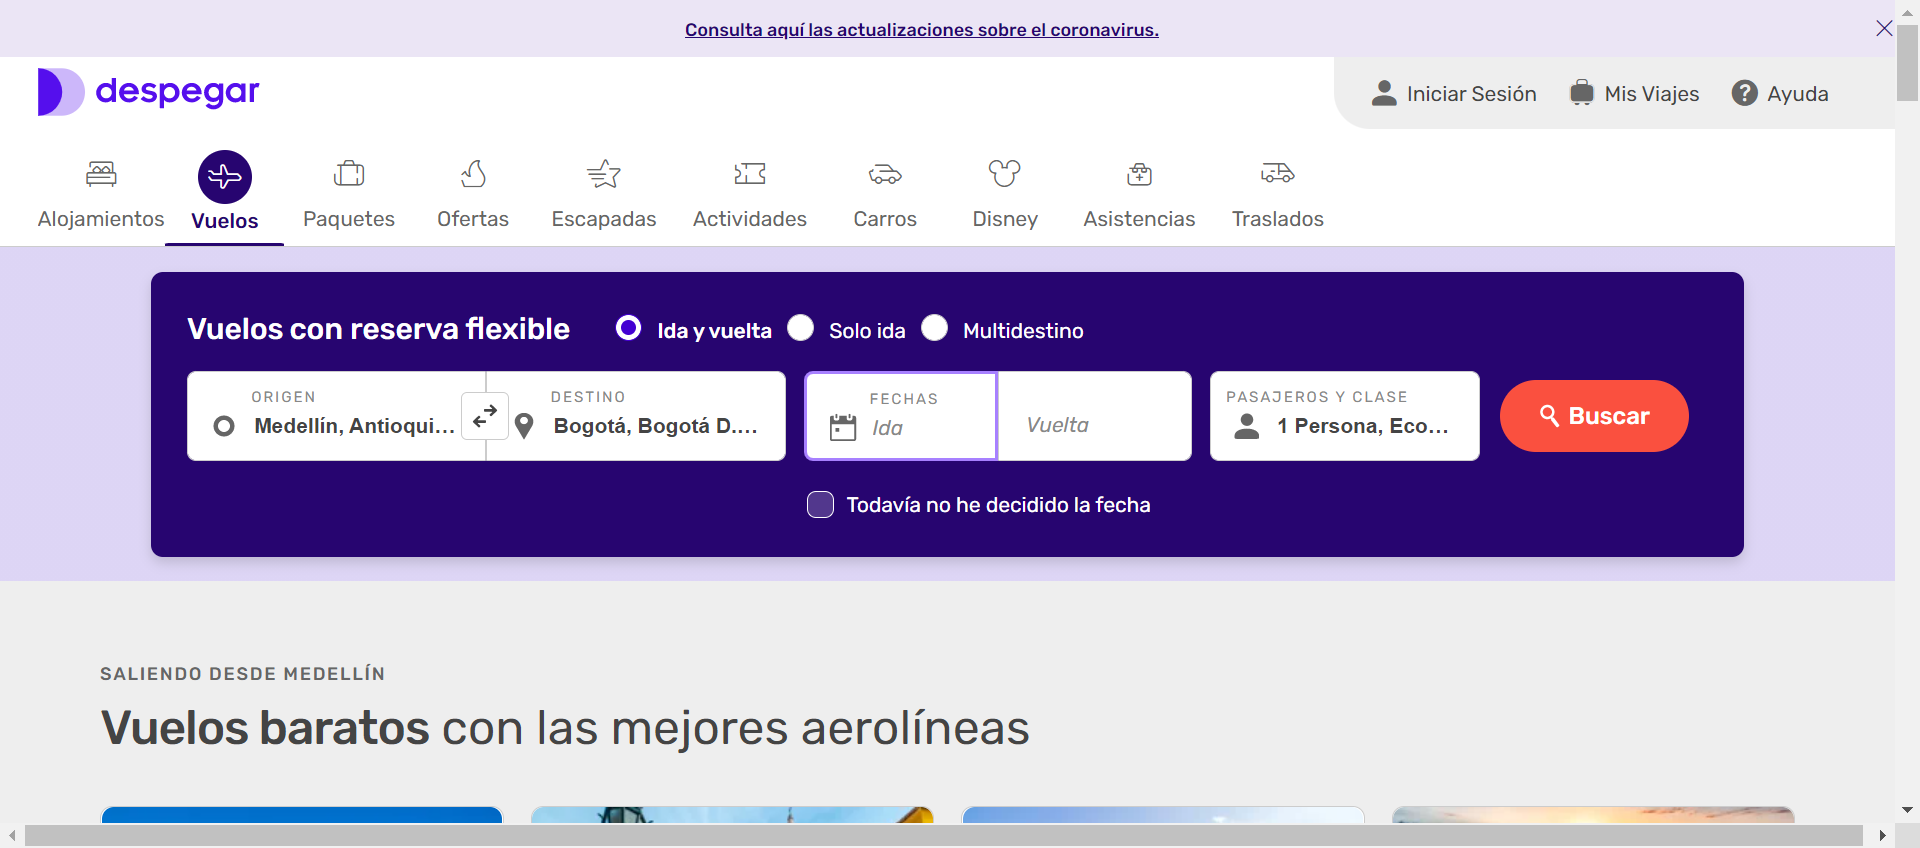 Consulta aquí las actualizaciones sobre el coronavirus.
despegar
Iniciar Sesión
Mis Viajes
Ayuda
Alojamientos
Vuelos
Paquetes
Ofertas
Escapadas
Actividades
Carros
Disney
Asistencias
Traslados
Vuelos con reserva flexible
Ida y vuelta
Solo ida
Multidestino
ORIGEN
Medellín, Antioqui...
DESTINO
Bogotá, Bogotá D....
FECHAS
Ida
Vuelta
PASAJEROS Y CLASE
1 Persona, Eco...
Buscar
Todavía no he decidido la fecha
SALIENDO DESDE MEDELLÍN
Vuelos baratos con las mejores aerolíneas